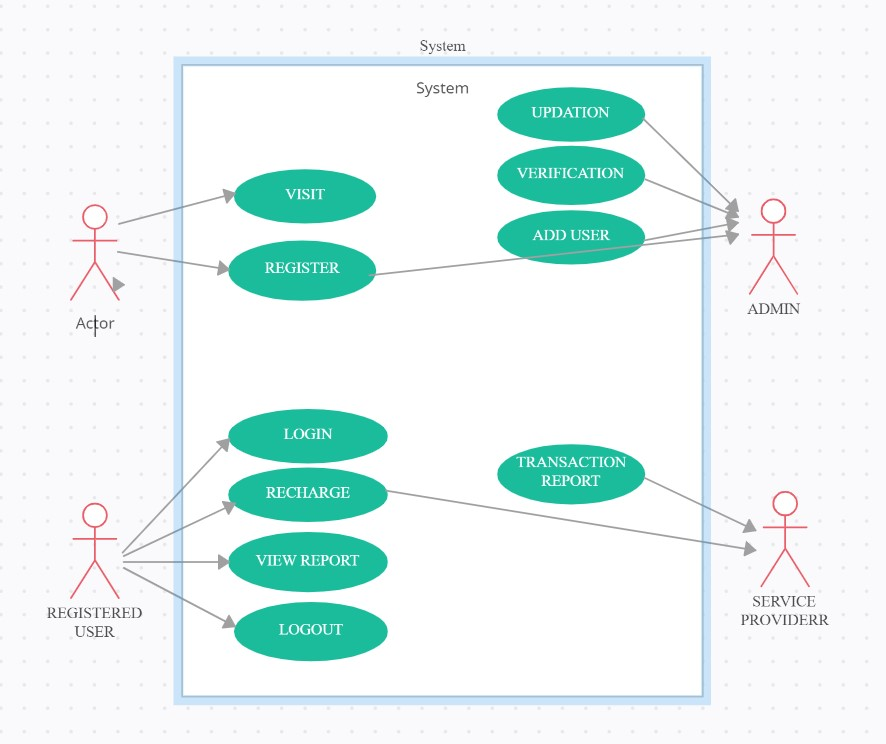 System
System
UPDATION
VERIFICATION
VISIT
ADD USER
REGISTER
ADMIN
Actor
LOGIN
TRANSACTION
REPORT
RECHARGE
VIEW REPORT
REGISTERED
USER
LOGOUT
SERVICE
PROVIDERR